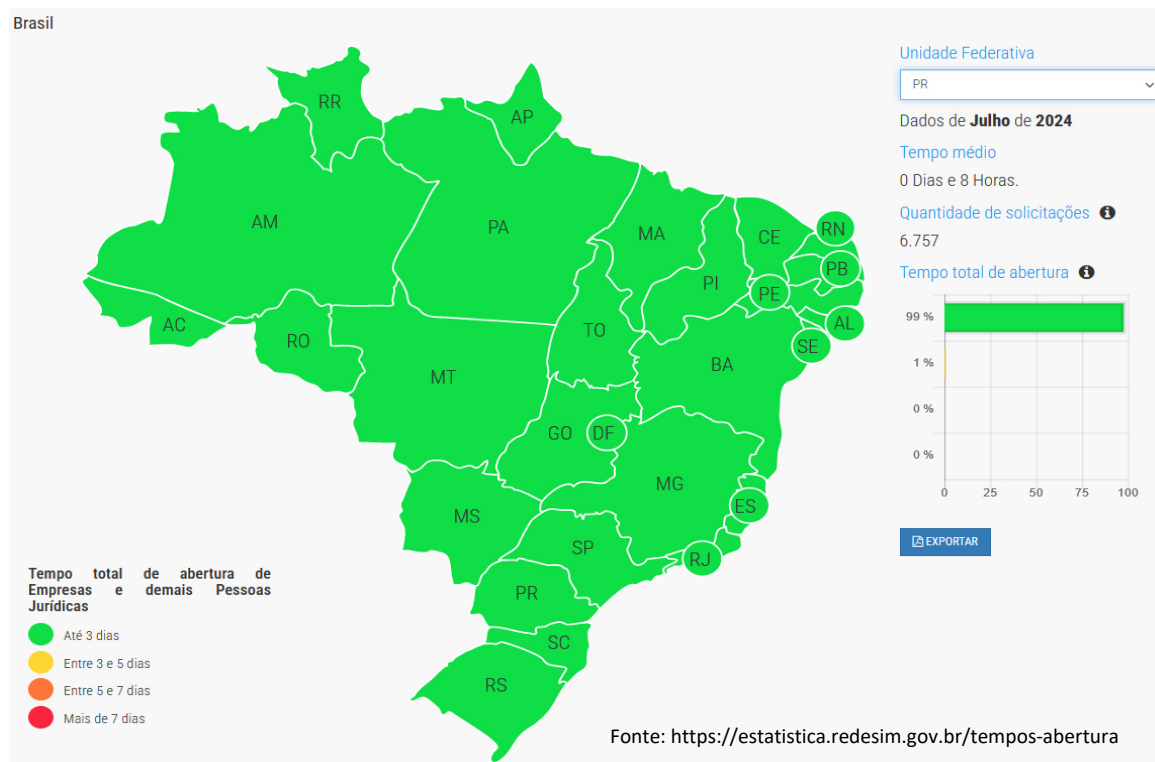 Brasil
RR
AP
AM
PA
MA
CE
RN
PB
PI
PE
AC
RO
TO
AL
SE
MT
BA
GO
DF
MG
ES
MS
SP
RJ
PR
SC
RS
Unidade Federativa
PR
Dados de Julho de 2024
Tempo médio
0 Dias e 8 Horas.
Quantidade de solicitações
6.757
Tempo total de abertura
99 %
1 %
0 %
0 %
0 25 50 75 100
EXPORTAR
Tempo total de abertura de
Empresas e demais Pessoas
Jurídicas
Até 3 dias
Entre 3 e 5 dias
Entre 5 e 7 dias
Mais de 7 dias
Fonte: https://estatistica.redesim.gov.br/tempos-abertura